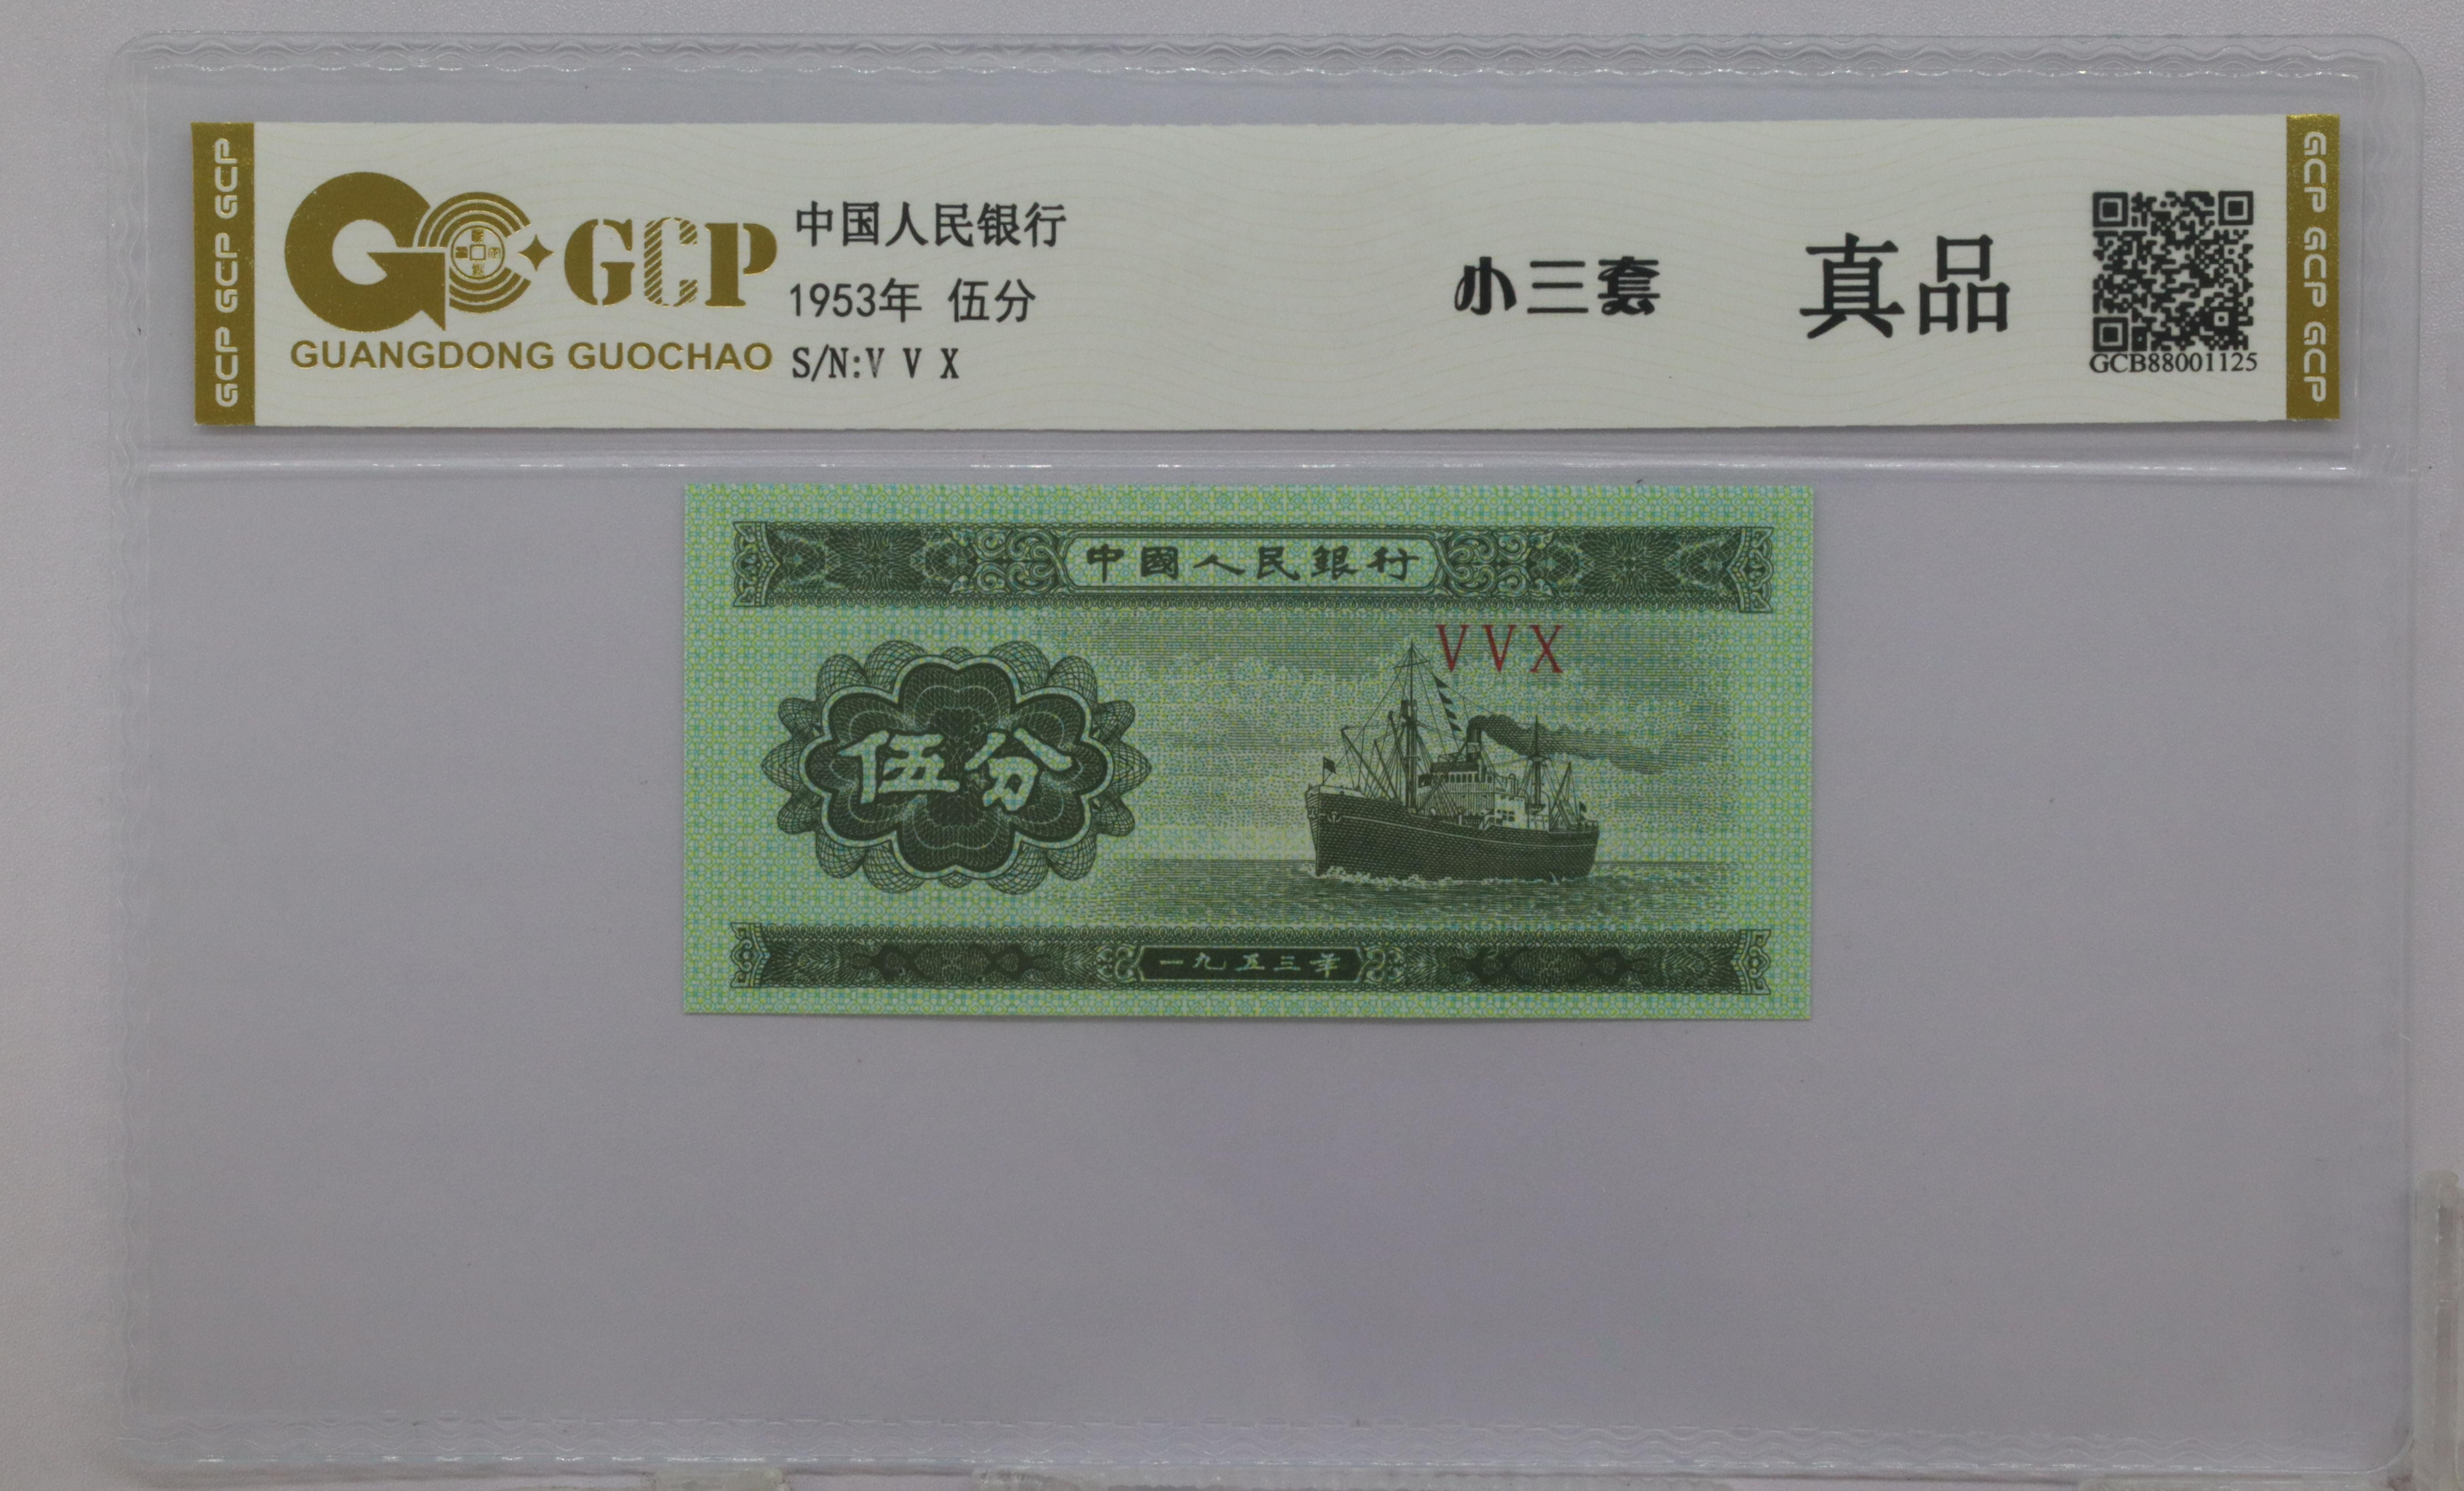 GCP GCP GCP
GCP
GUANGDONG GUOCHAO
中国人民银行
1953年 伍分
S/N:V V X
小三套
真品
GCB88001125
GCP GCP GCP
中國人民銀行
VVX
伍分
一九五三年